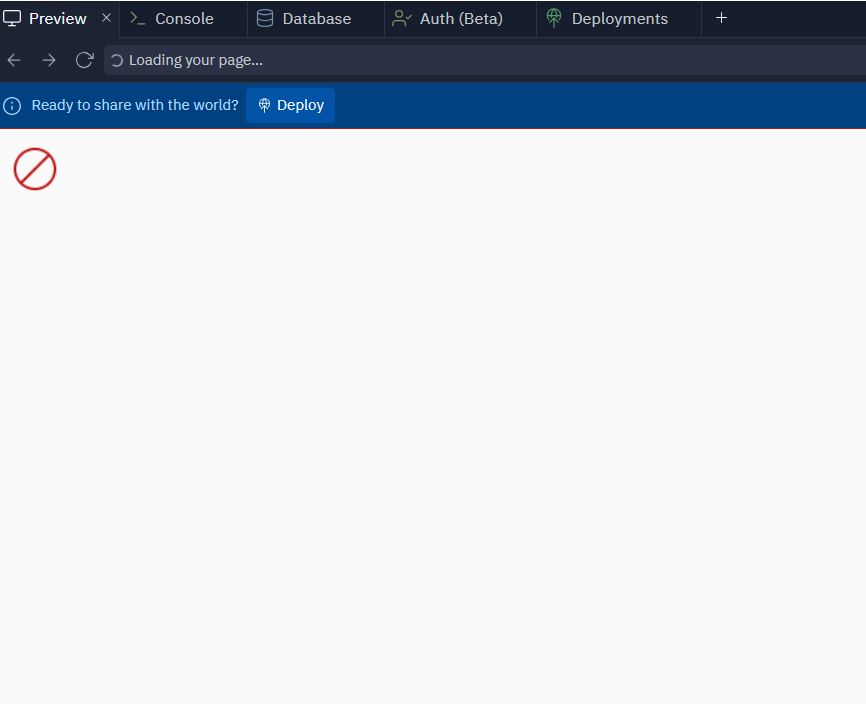 Preview Console Database Auth (Beta) Deployments
Loading your page...
Ready to share with the world? Deploy